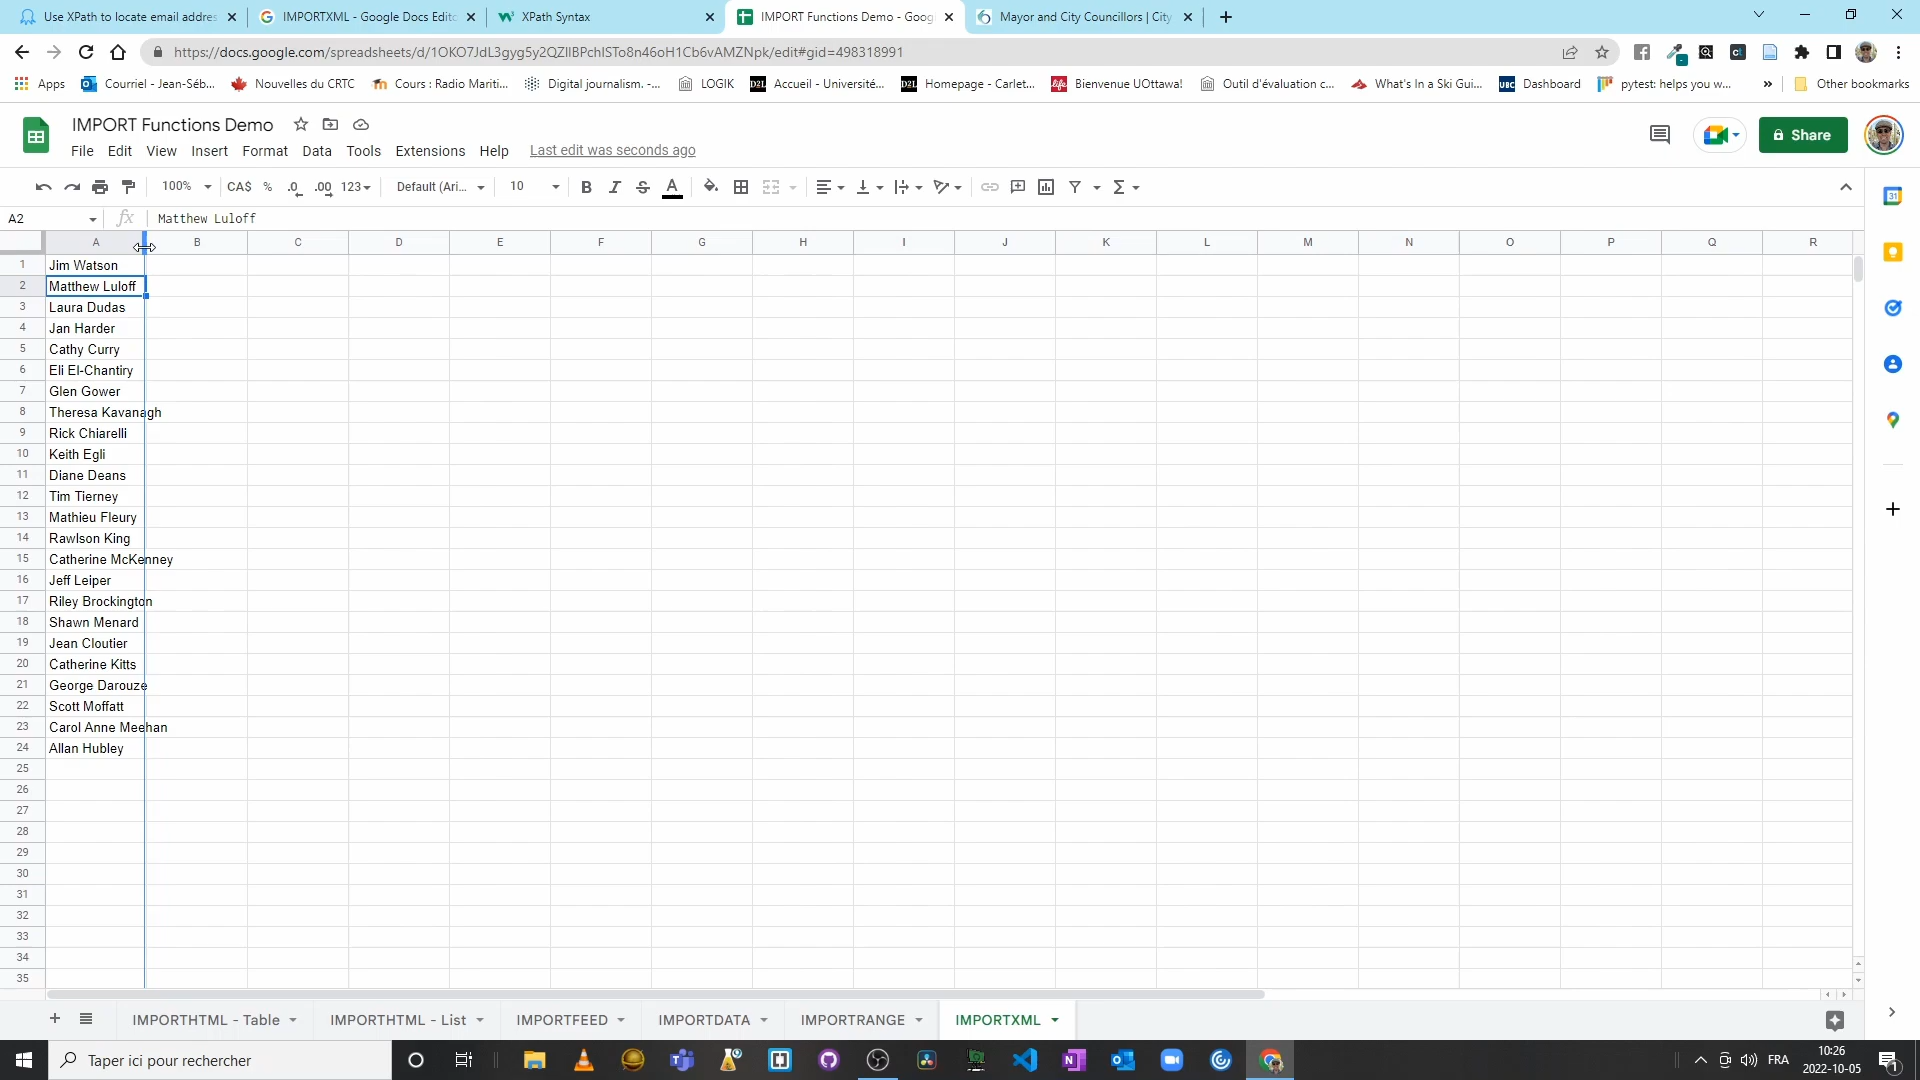 Use XPath to locate email addres
IMPORTXML - Google Docs Edito
XPath Syntax
IMPORT Functions Demo - Goog
Mayor and City Councillors | City
https://docs.google.com/spreadsheets/d/1OKO7JdL3gyg5y2QZIlBPchISTo8n46oH1Cb6vAMZNpk/edit#gid=498318991
Apps
Courriel - Jean-Séb...
Nouvelles du CRTC
Cours : Radio Mariti...
Digital journalism. -...
LOGIK
Accueil - Université...
Homepage - Carlet...
Bienvenue UOttawa!
Outil d'évaluation c...
What's In a Ski Gui...
Dashboard
pytest: helps you w...
»
Other bookmarks
IMPORT Functions Demo
Share
File Edit View Insert Format Data Tools Extensions Help Last edit was seconds ago
100% CA$ % .0 .00 123 Default (Ari... 10 B I S A Σ
A2 fx Matthew Luloff
A B C D E F G H I J K L M N O P Q R
1 Jim Watson
2 Matthew Luloff
3 Laura Dudas
4 Jan Harder
5 Cathy Curry
6 Eli El-Chantiry
7 Glen Gower
8 Theresa Kavanagh
9 Rick Chiarelli
10 Keith Egli
11 Diane Deans
12 Tim Tierney
13 Mathieu Fleury
14 Rawlson King
15 Catherine McKenney
16 Jeff Leiper
17 Riley Brockington
18 Shawn Menard
19 Jean Cloutier
20 Catherine Kitts
21 George Darouze
22 Scott Moffatt
23 Carol Anne Meehan
24 Allan Hubley
25
26
27
28
29
30
31
32
33
34
35
IMPORTHTML - Table
IMPORTHTML - List
IMPORTFEED
IMPORTDATA
IMPORTRANGE
IMPORTXML
Taper ici pour rechercher
FRA
10:26
2022-10-05
1